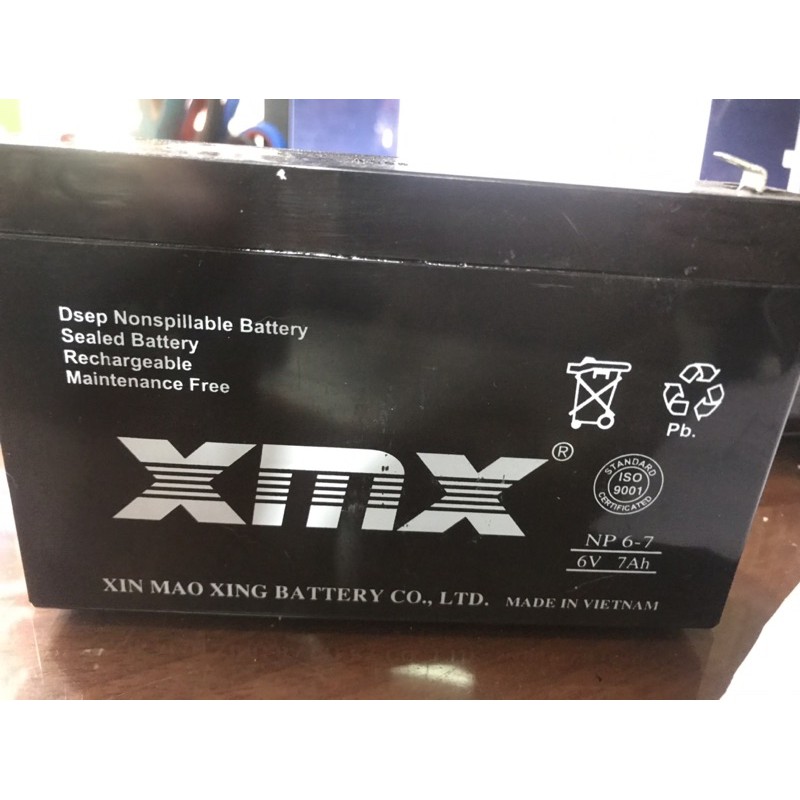 Dsep Nonspillable Battery
Sealed Battery
Rechargeable
Maintenance Free
Pb.
XMX®
STANDARD
ISO
9001
CERTIFICATED
NP 6-7
6V 7Ah
XIN MAO XING BATTERY CO., LTD. MADE IN VIETNAM